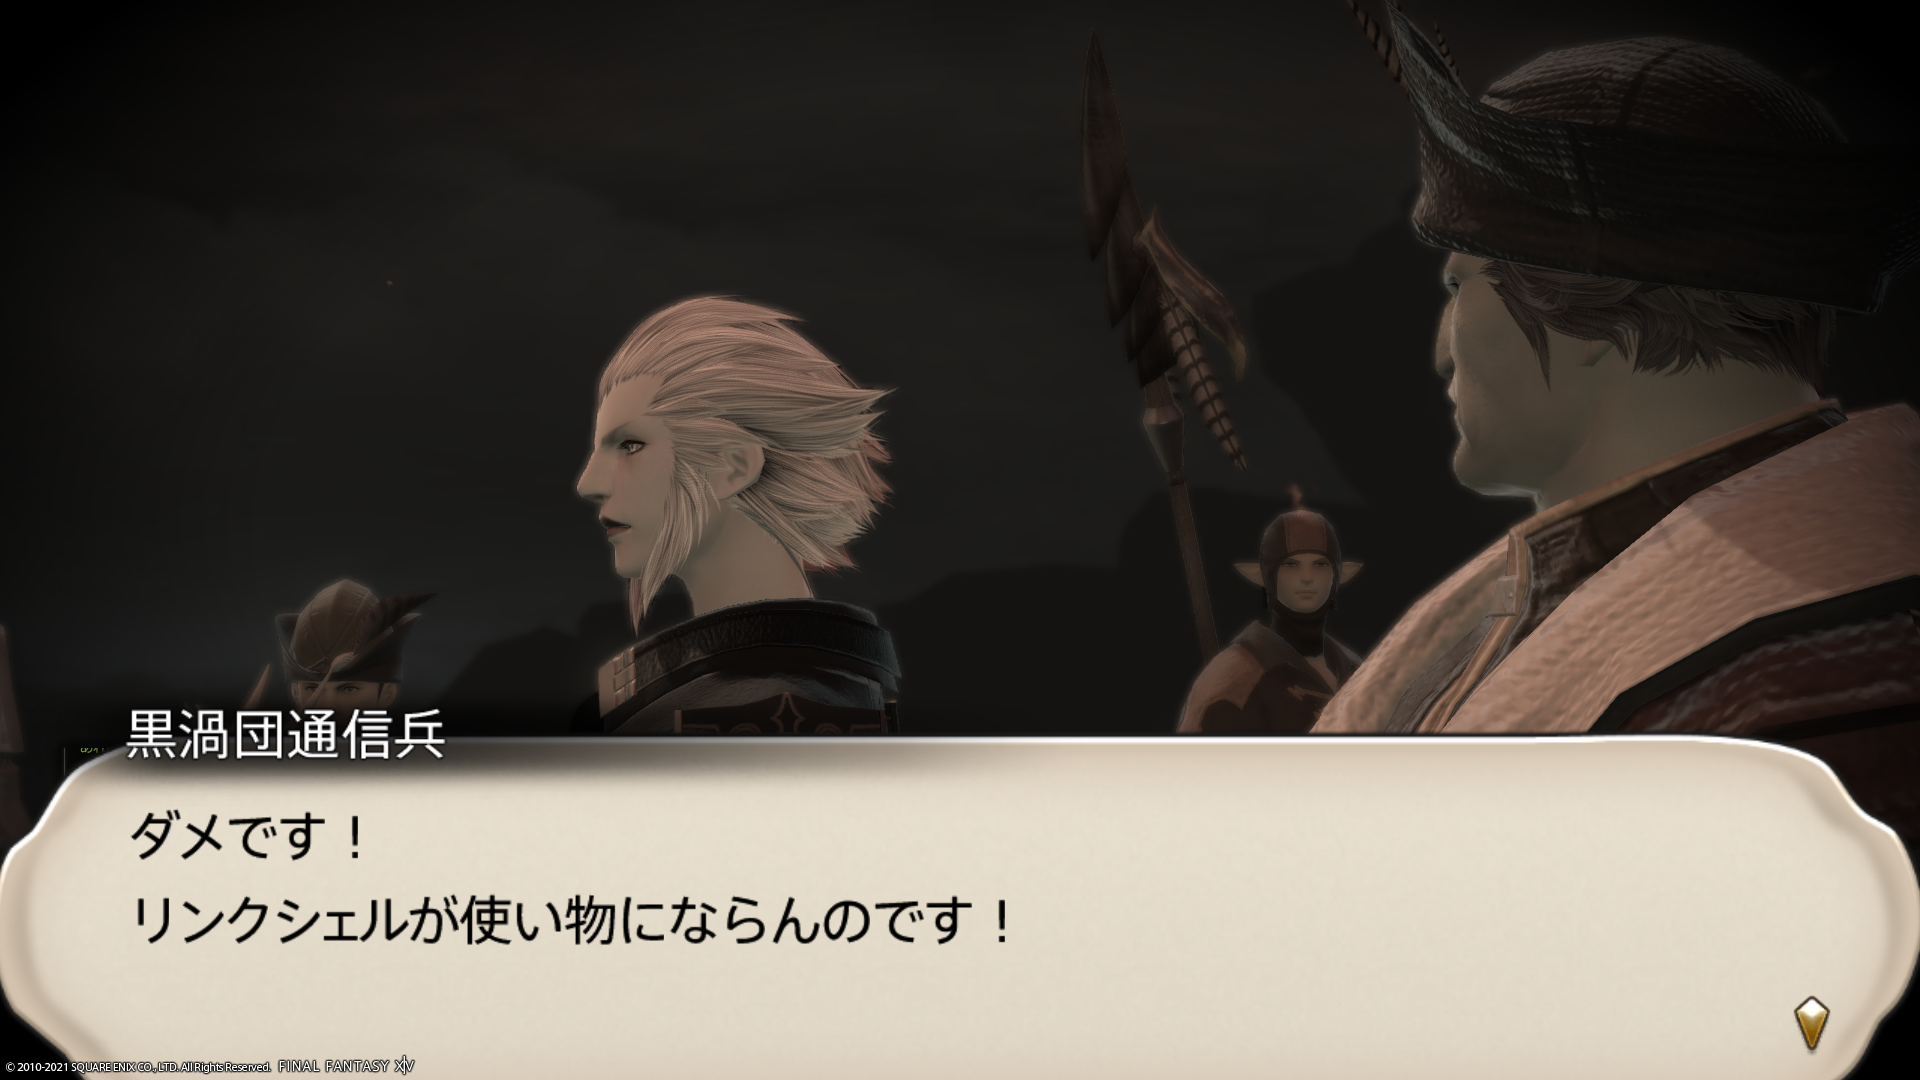 黒渦団通信兵
ダメです！
リンクシェルが使い物にならんのです！
© 2010-2021 SQUARE ENIX CO., LTD. All Rights Reserved. FINAL FANTASY XIV